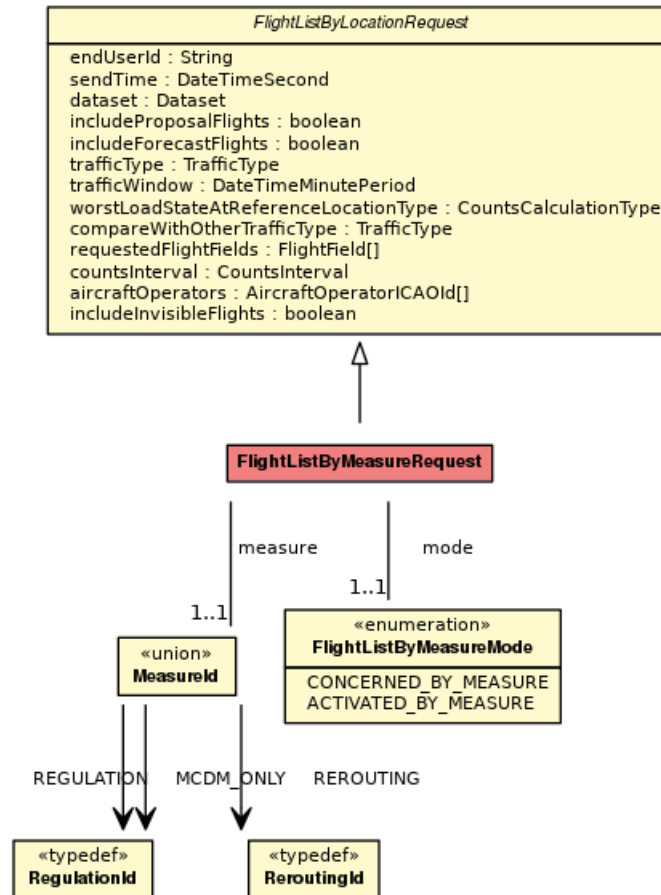 FlightListByLocationRequest
endUserId : String
sendTime : DateTimeSecond
dataset : Dataset
includeProposalFlights : boolean
includeForecastFlights : boolean
trafficType : TrafficType
trafficWindow : DateTimeMinutePeriod
worstLoadStateAtReferenceLocationType : CountsCalculationType
compareWithOtherTrafficType : TrafficType
requestedFlightFields : FlightField[]
countsInterval : CountsInterval
aircraftOperators : AircraftOperatorICAOId[]
includeInvisibleFlights : boolean
FlightListByMeasureRequest
measure mode
1..1 1..1
«union»
MeasureId
«enumeration»
FlightListByMeasureMode
CONCERNED_BY_MEASURE
ACTIVATED_BY_MEASURE
REGULATION MCDM_ONLY REROUTING
«typedef»
RegulationId
«typedef»
ReroutingId